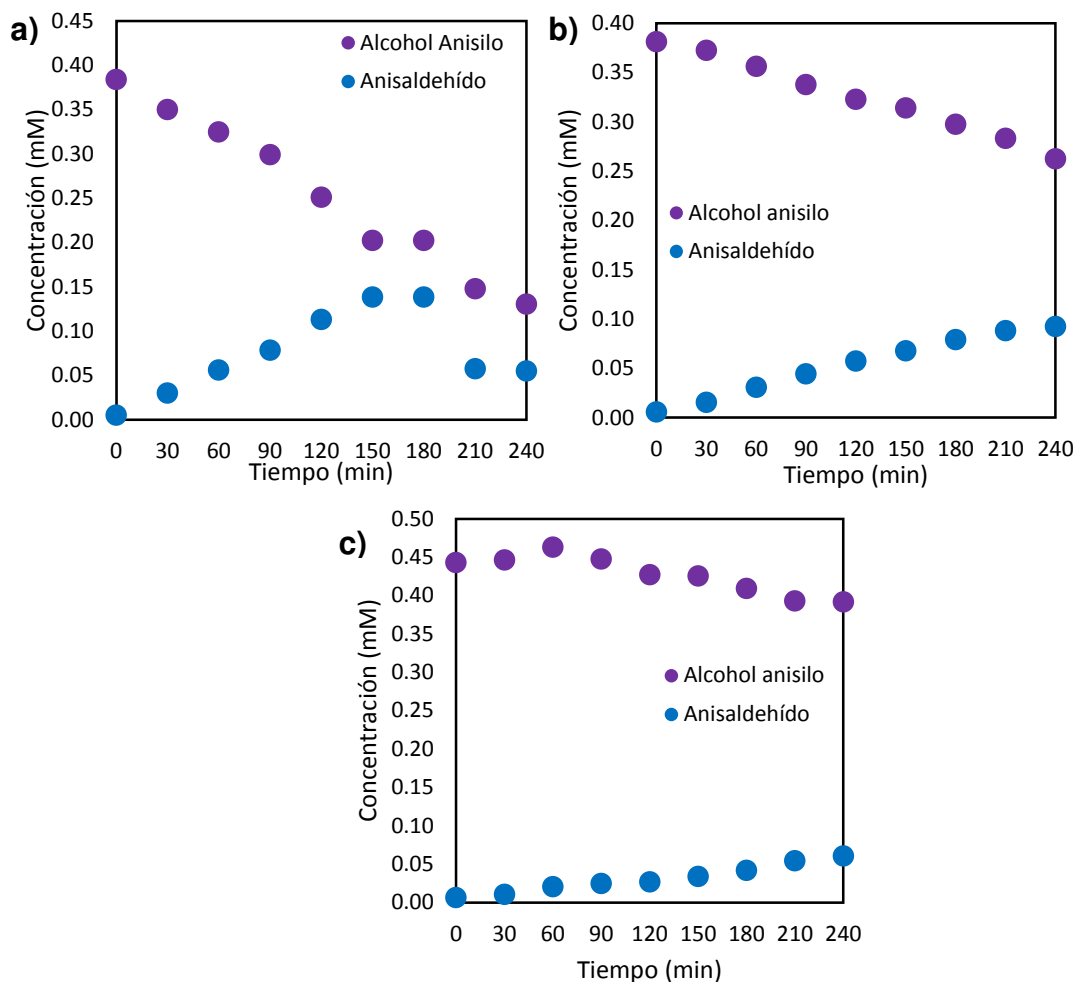 a)
Concentración (mM)
0.45
0.40
0.35
0.30
0.25
0.20
0.15
0.10
0.05
0.00
Alcohol Anisilo
Anisaldehído
0 30 60 90 120 150 180 210 240
Tiempo (min)
b)
Concentración (mM)
0.40
0.35
0.30
0.25
0.20
0.15
0.10
0.05
0.00
Alcohol anisilo
Anisaldehído
0 30 60 90 120 150 180 210 240
Tiempo (min)
c)
Concentración (mM)
0.50
0.45
0.40
0.35
0.30
0.25
0.20
0.15
0.10
0.05
0.00
Alcohol anisilo
Anisaldehído
0 30 60 90 120 150 180 210 240
Tiempo (min)